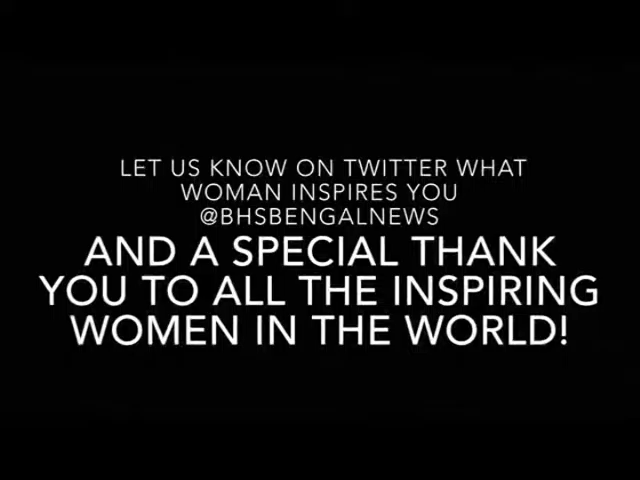 LET US KNOW ON TWITTER WHAT
WOMAN INSPIRES YOU
@BHSBENGALNEWS
AND A SPECIAL THANK
YOU TO ALL THE INSPIRING
WOMEN IN THE WORLD!